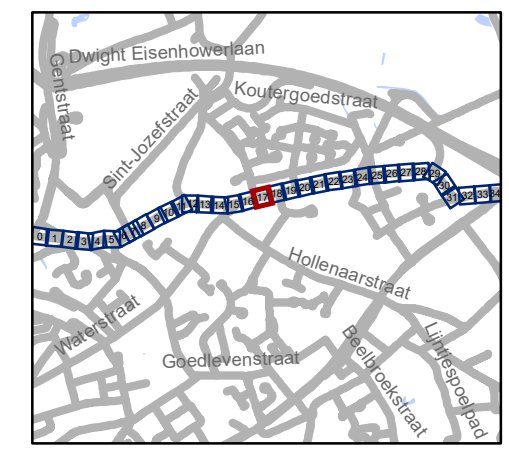 Dwight Eisenhowerlaan
Gentstraat
Koutergoedstraat
Sint-Jozefstraat
0 1 2 3 4 5 6 7 8 9 10 11 12 13 14 15 16 17 18 19 20 21 22 23 24 25 26 27 28 29 30 31 32 33 34
Hollenaarstraat
Waterstraat
Goedlevenstraat
Beelbroekstraat
Lijntjespoelpad